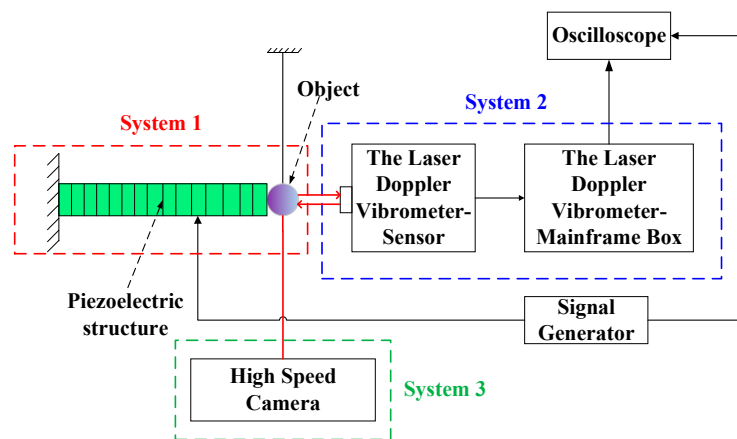 Oscilloscope
Object
System 1
System 2
The Laser
Doppler
Vibrometer-
Sensor
The Laser
Doppler
Vibrometer-
Mainframe Box
Piezoelectric
structure
Signal
Generator
High Speed
Camera
System 3